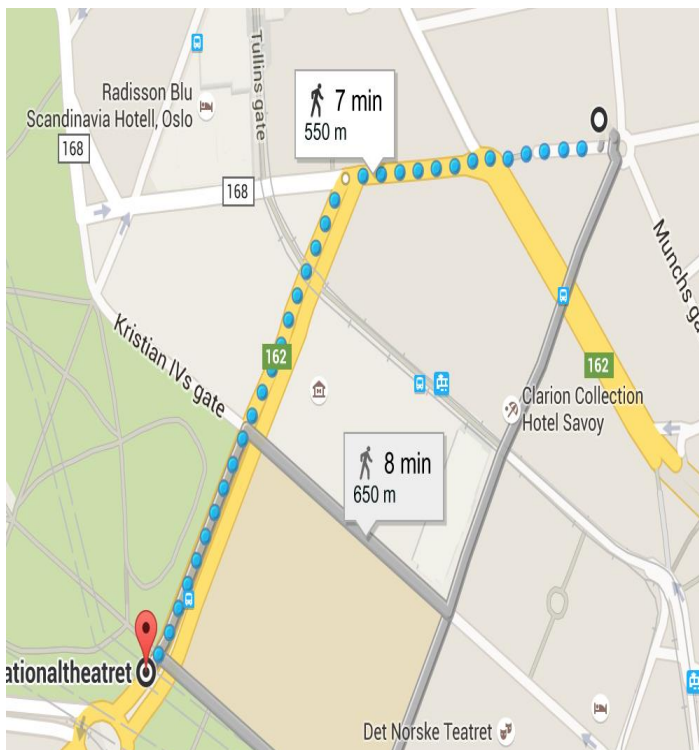 Tullins gate
Radisson Blu
Scandinavia Hotell, Oslo
7 min
550 m
168
168
Munchs ga
Kristian IVs gate
162
162
Clarion Collection
Hotel Savoy
8 min
650 m
ationaltheatret
Det Norske Teatret